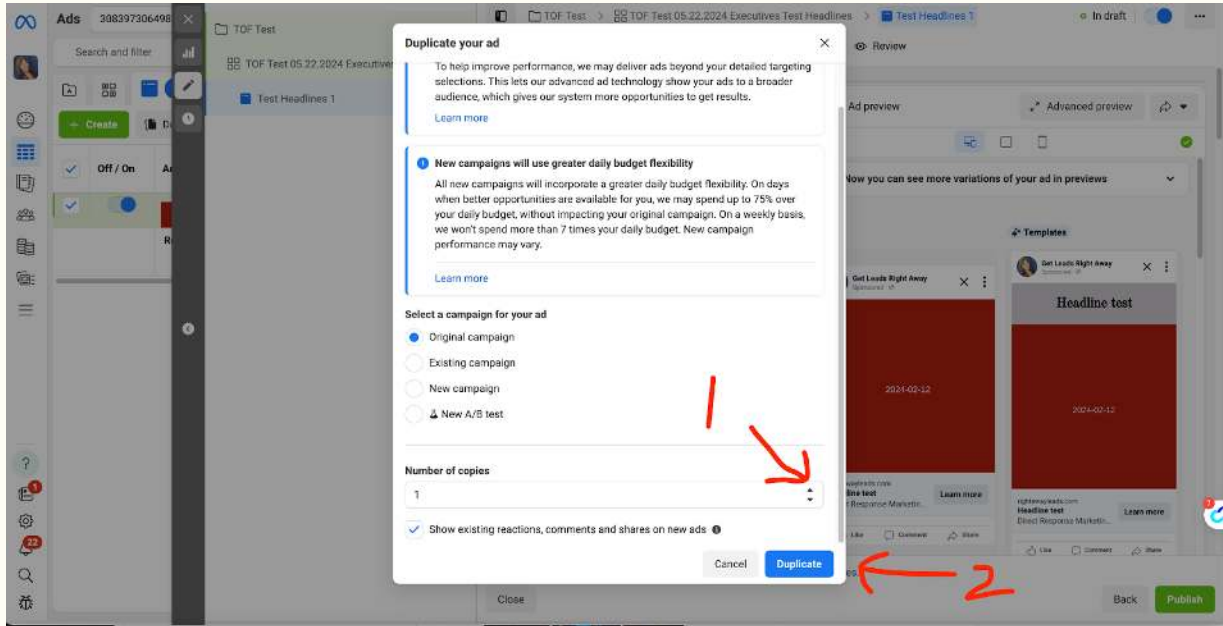 Ads 308397306498
Search and filter
Create
Off / On
TOF Test
TOF Test 05.22.2024 Executive
Test Headlines 1
TOF Test > TOF Test 05.22.2024 Executives Test Headlines > Test Headlines 1
In draft
Review
Duplicate your ad
To help improve performance, we may deliver ads beyond your detailed targeting
selections. This lets our advanced ad technology show your ads to a broader
audience, which gives our system more opportunities to get results.
Learn more
New campaigns will use greater daily budget flexibility
All new campaigns will incorporate a greater daily budget flexibility. On days
when better opportunities are available for you, we may spend up to 75% over
your daily budget, without impacting your original campaign. On a weekly basis,
we won't spend more than 7 times your daily budget. New campaign
performance may vary.
Learn more
Select a campaign for your ad
Original campaign
Existing campaign
New campaign
New A/B test
1
Number of copies
1
Show existing reactions, comments and shares on new ads
Cancel
Duplicate
2
Ad preview
Advanced preview
Now you can see more variations of your ad in previews
Templates
Get Leads Right Away
Sponsored
2024-02-12
Learn more
Direct Response Marketin...
Like Comment Share
Get Leads Right Away
Sponsored
Headline test
2024-02-12
rightawayleads.com
Headline test
Direct Response Marketin...
Learn more
Like Comment Share
Close
Back
Publish
1
22